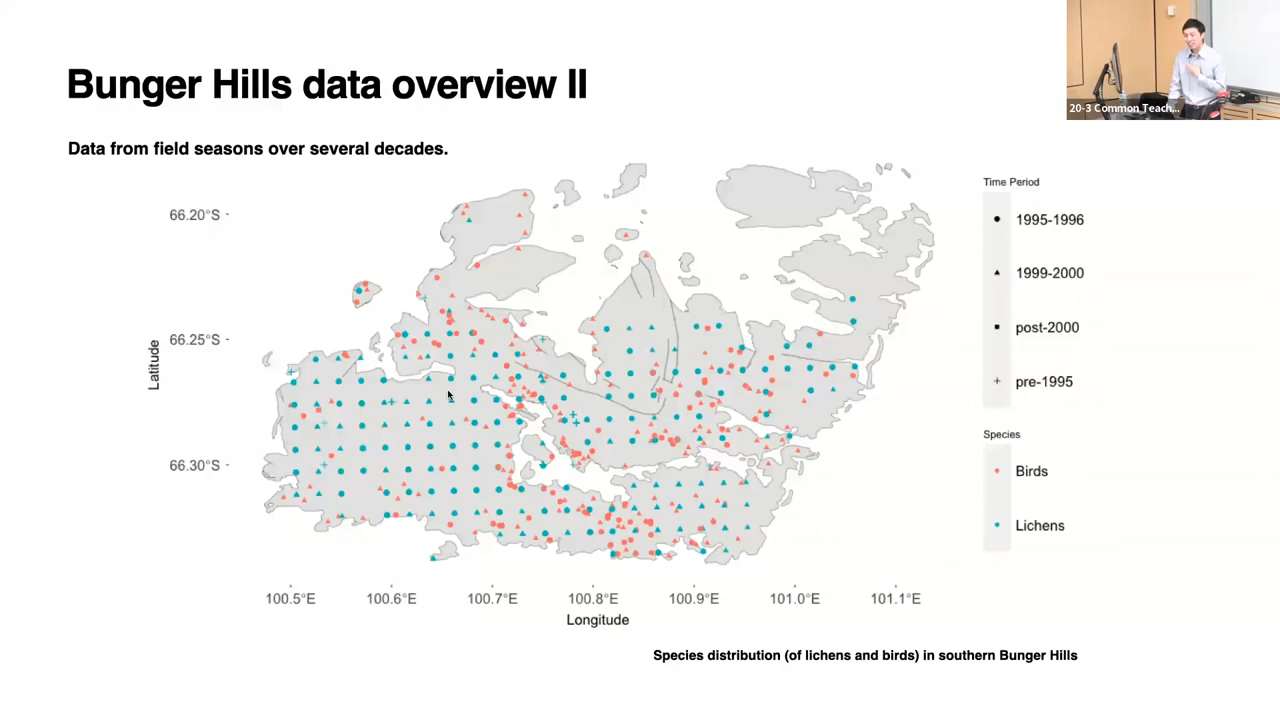 Bunger Hills data overview II
20-3 Common Teach...
Data from field seasons over several decades.
66.20°S
66.25°S
66.30°S
Latitude
100.5°E 100.6°E 100.7°E 100.8°E 100.9°E 101.0°E 101.1°E
Longitude
Time Period
1995-1996
1999-2000
post-2000
pre-1995
Species
Birds
Lichens
Species distribution (of lichens and birds) in southern Bunger Hills